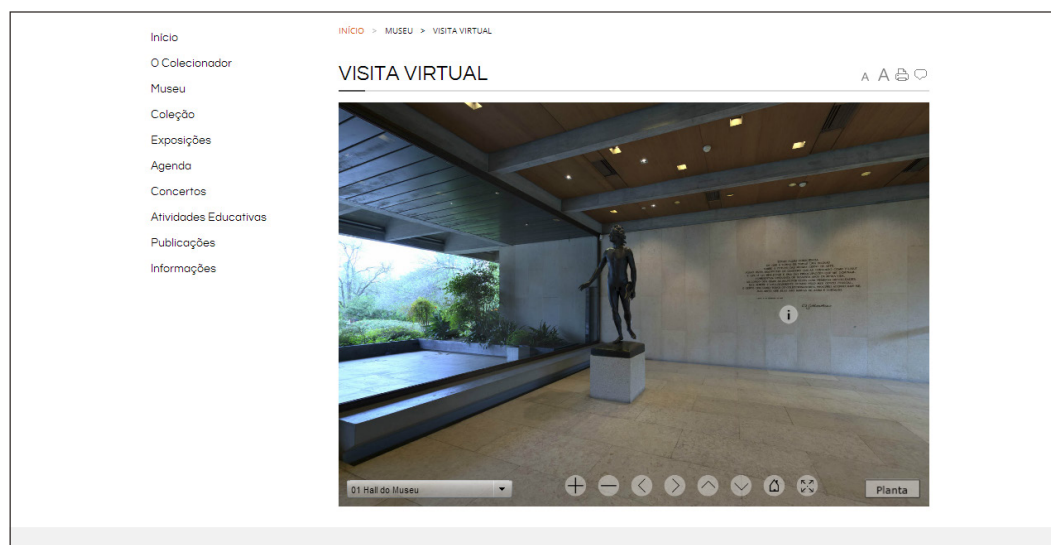 Início
O Colecionador
Museu
Coleção
Exposições
Agenda
Concertos
Atividades Educativas
Publicações
Informações
INÍCIO > MUSEU > VISITA VIRTUAL
VISITA VIRTUAL
A A
i
01 Hall do Museu
Planta